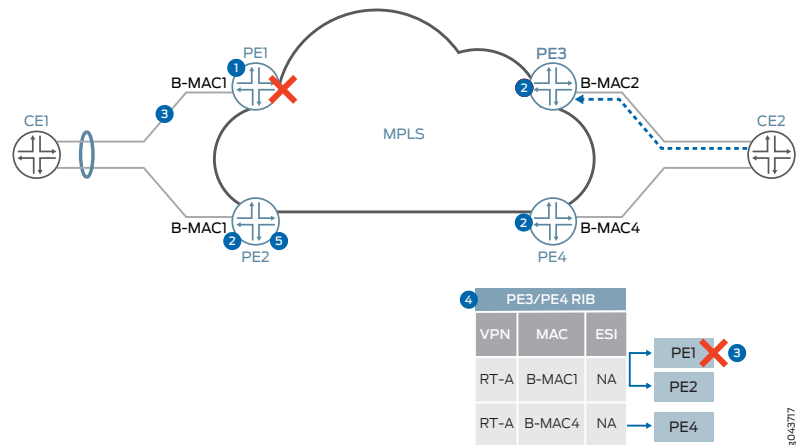 PE1
1
B-MAC1
3
CE1
PE3
2
B-MAC2
CE2
MPLS
B-MAC1
2
5
PE2
2
B-MAC4
PE4
4
PE3/PE4 RIB
VPN MAC ESI
RT-A B-MAC1 NA
PE1
3
PE2
RT-A B-MAC4 NA
PE4